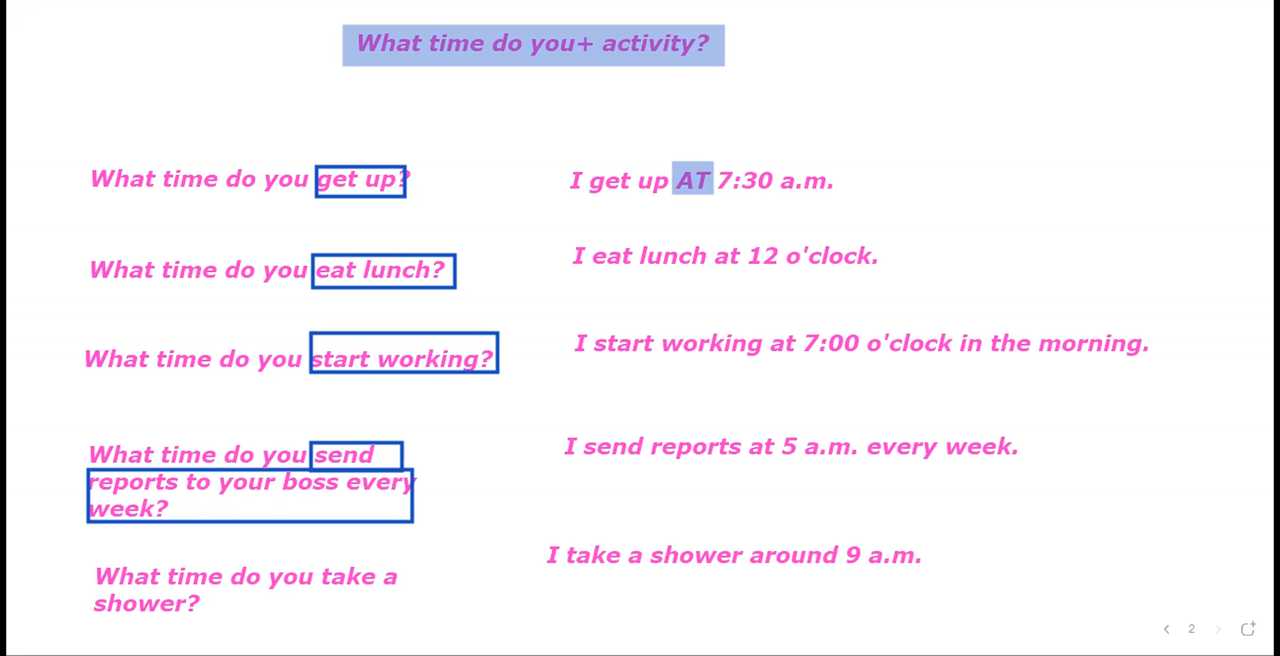 What time do you+ activity?
What time do you get up?
I get up AT 7:30 a.m.
What time do you eat lunch?
I eat lunch at 12 o'clock.
What time do you start working?
I start working at 7:00 o'clock in the morning.
What time do you send
reports to your boss every
week?
I send reports at 5 a.m. every week.
What time do you take a
shower?
I take a shower around 9 a.m.
2